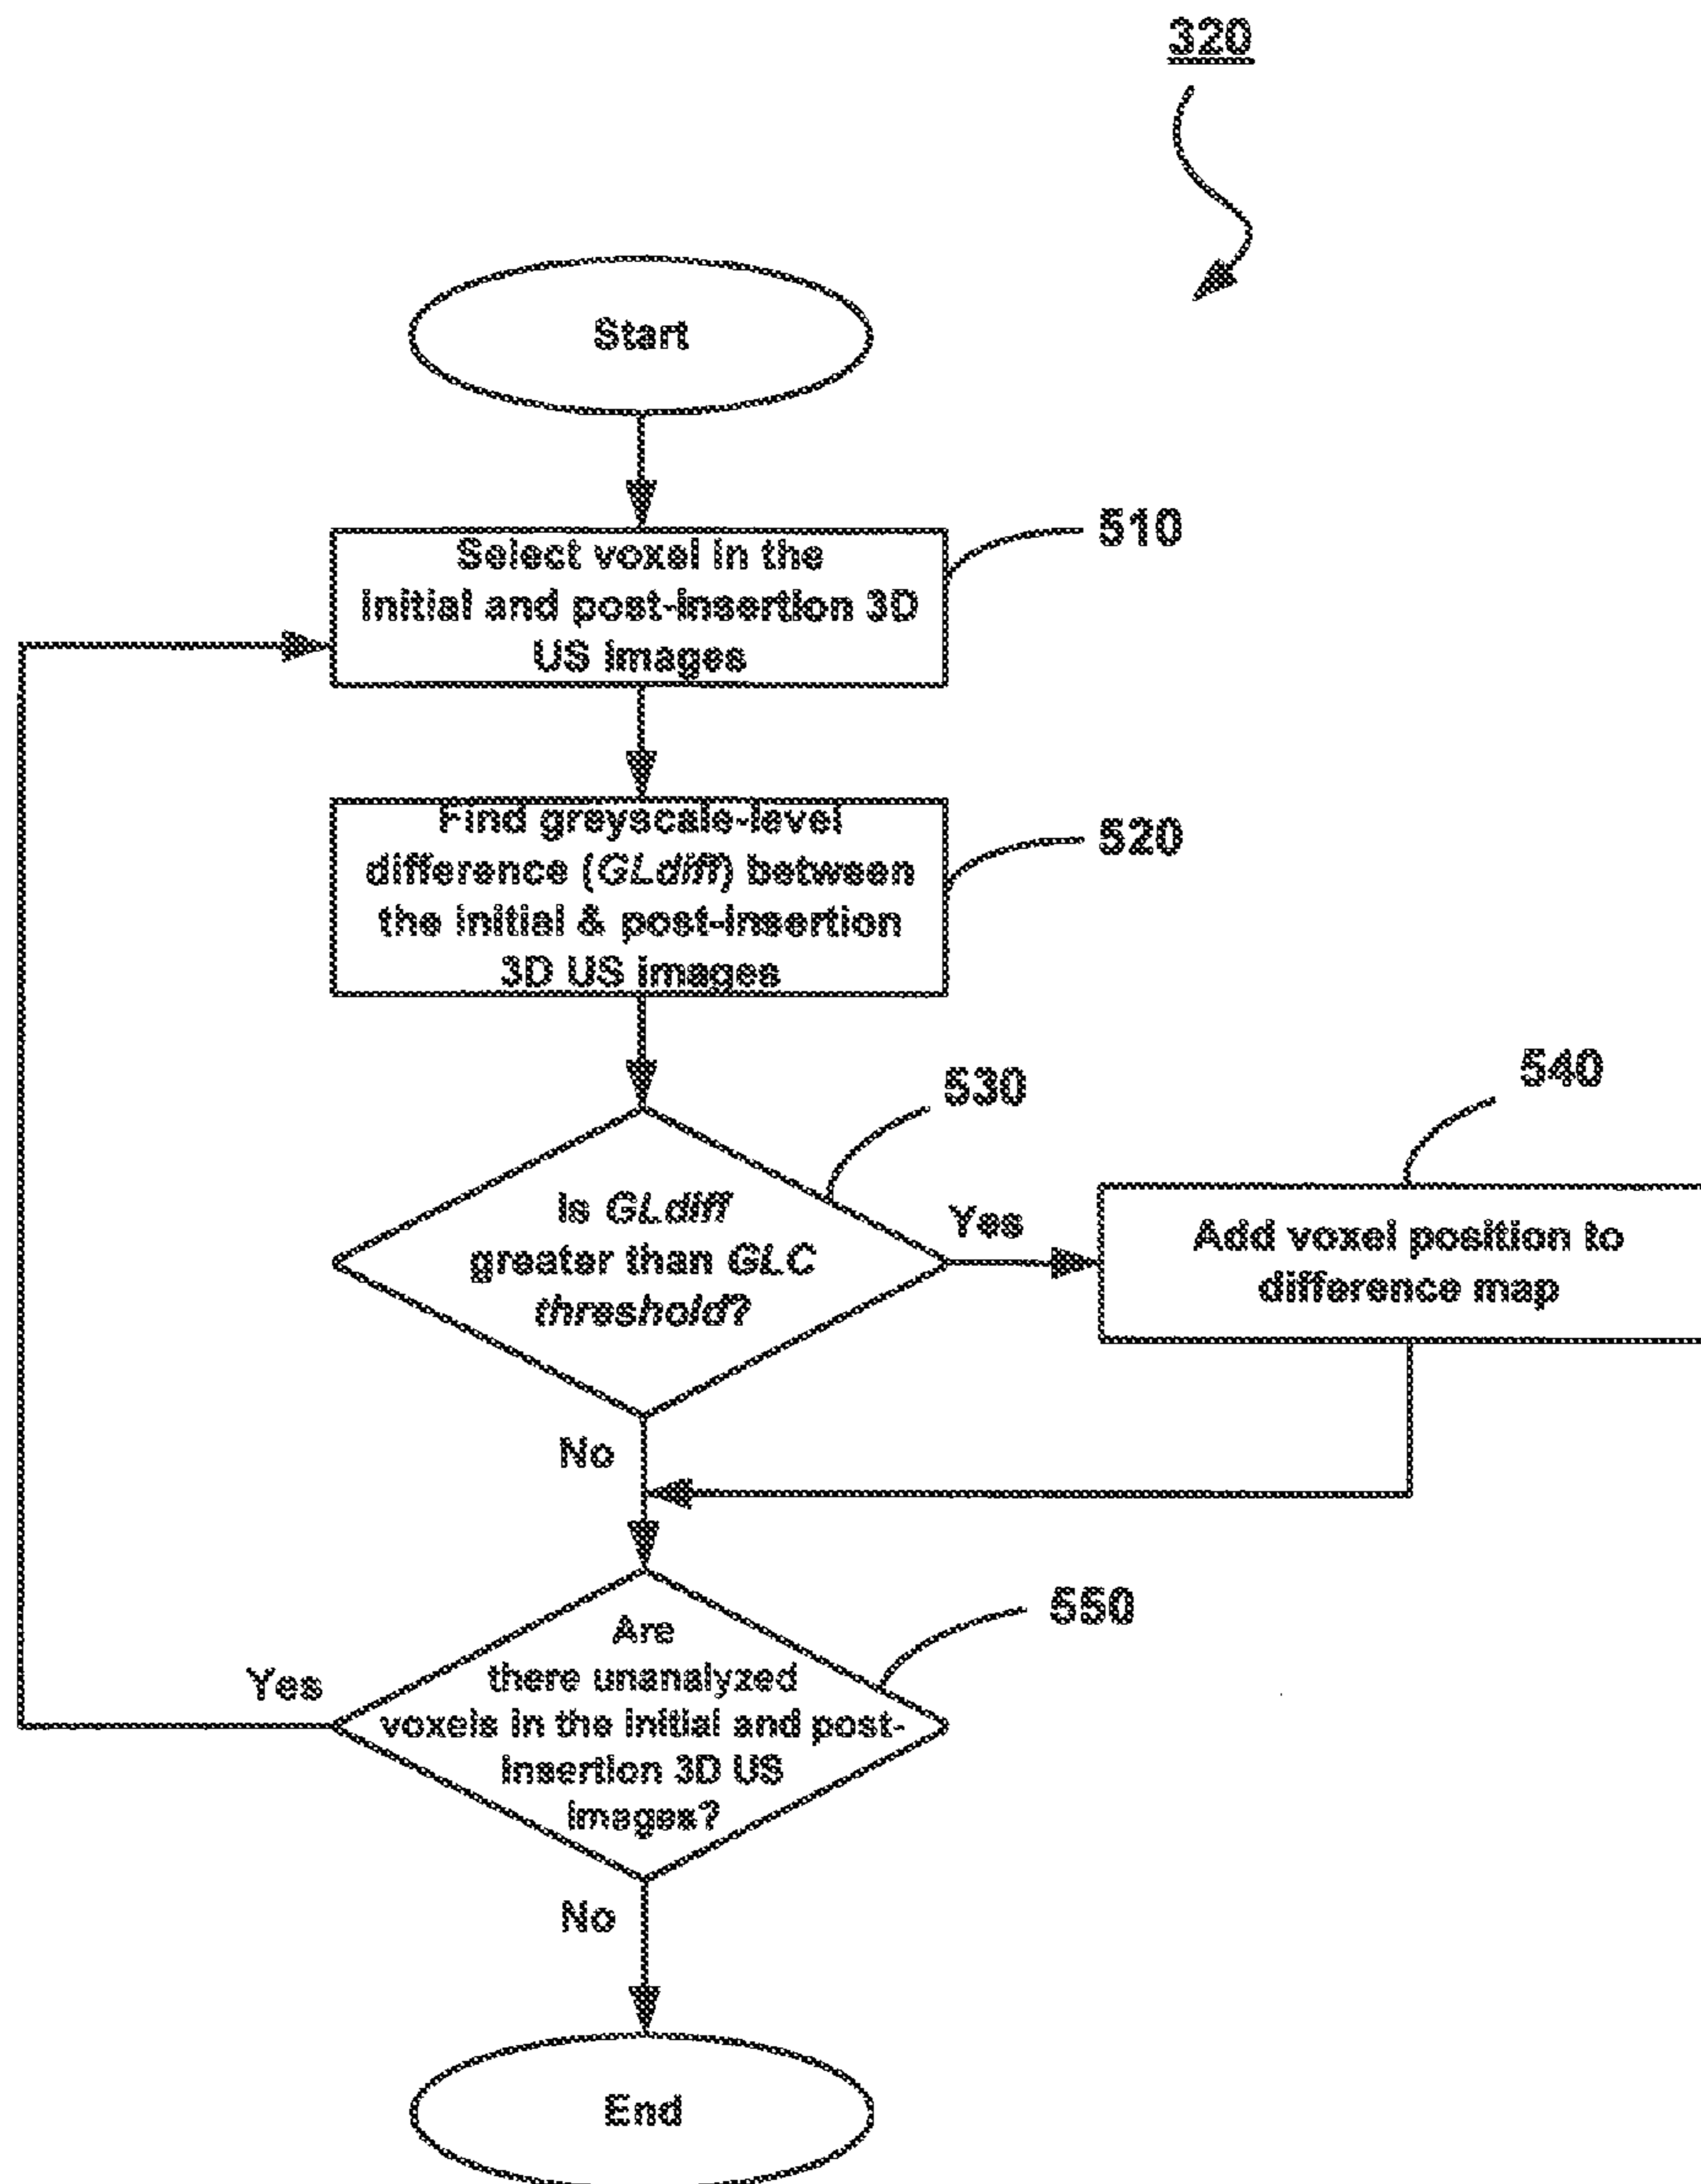 320
Start
Select voxel in the
initial and post-insertion 3D
US images
510
Find greyscale-level
difference (GLdiff) between
the initial & post-insertion
3D US images
520
Is GLdiff
greater than GLC
threshold?
530
Yes
540
Add voxel position to
difference map
No
Are
there unanalyzed
voxels in the initial and post-
insertion 3D US
images?
550
Yes
No
End